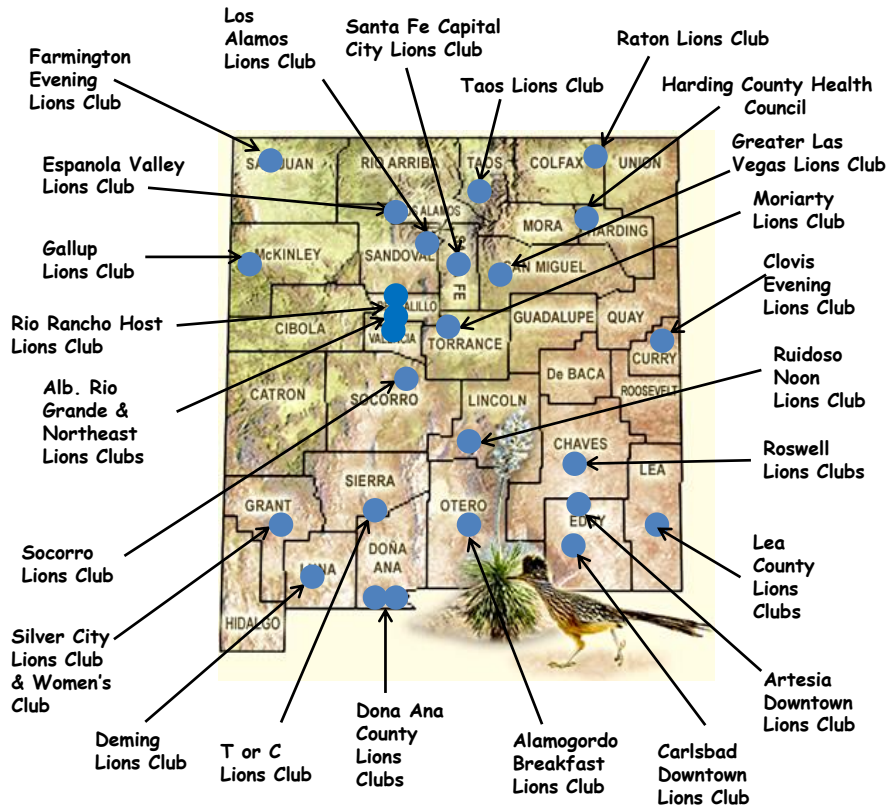 Los
Alamos
Lions Club
Santa Fe Capital
City Lions Club
Raton Lions Club
Farmington
Evening
Lions Club
Taos Lions Club
Harding County Health
Council
Greater Las
Vegas Lions Club
Espanola Valley
Lions Club
Moriarty
Lions Club
Gallup
Lions Club
Clovis
Evening
Lions Club
Rio Rancho Host
Lions Club
Ruidoso
Noon
Lions Club
Alb. Rio
Grande &
Northeast
Lions Clubs
Roswell
Lions Clubs
Socorro
Lions Club
Lea
County
Lions
Clubs
Silver City
Lions Club
& Women's
Club
Artesia
Downtown
Lions Club
Deming
Lions Club
T or C
Lions Club
Dona Ana
County
Lions
Clubs
Alamogordo
Breakfast
Lions Club
Carlsbad
Downtown
Lions Club
RIO ARRIBA
TAOS
COLFAX
UNION
MORA
HARDING
McKINLEY
SANDOVAL
SAN MIGUEL
FE
CIBOLA
VALENCIA
TORRANCE
GUADALUPE
QUAY
CURRY
CATRON
SOCORRO
LINCOLN
De BACA
ROOSEVELT
CHAVES
LEA
SIERRA
GRANT
OTERO
DOÑA
ANA
HIDALGO